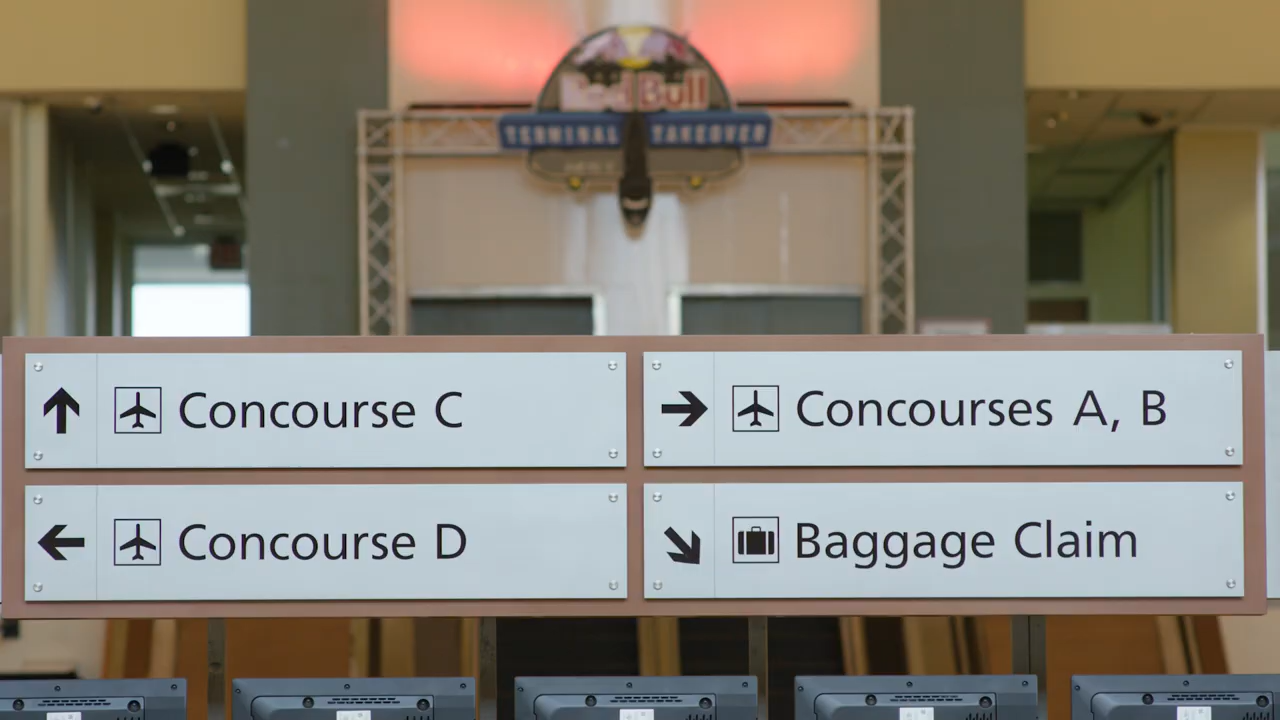 Red Bull
TERMINAL TAKEOVER
Concourse C
Concourses A, B
Concourse D
Baggage Claim